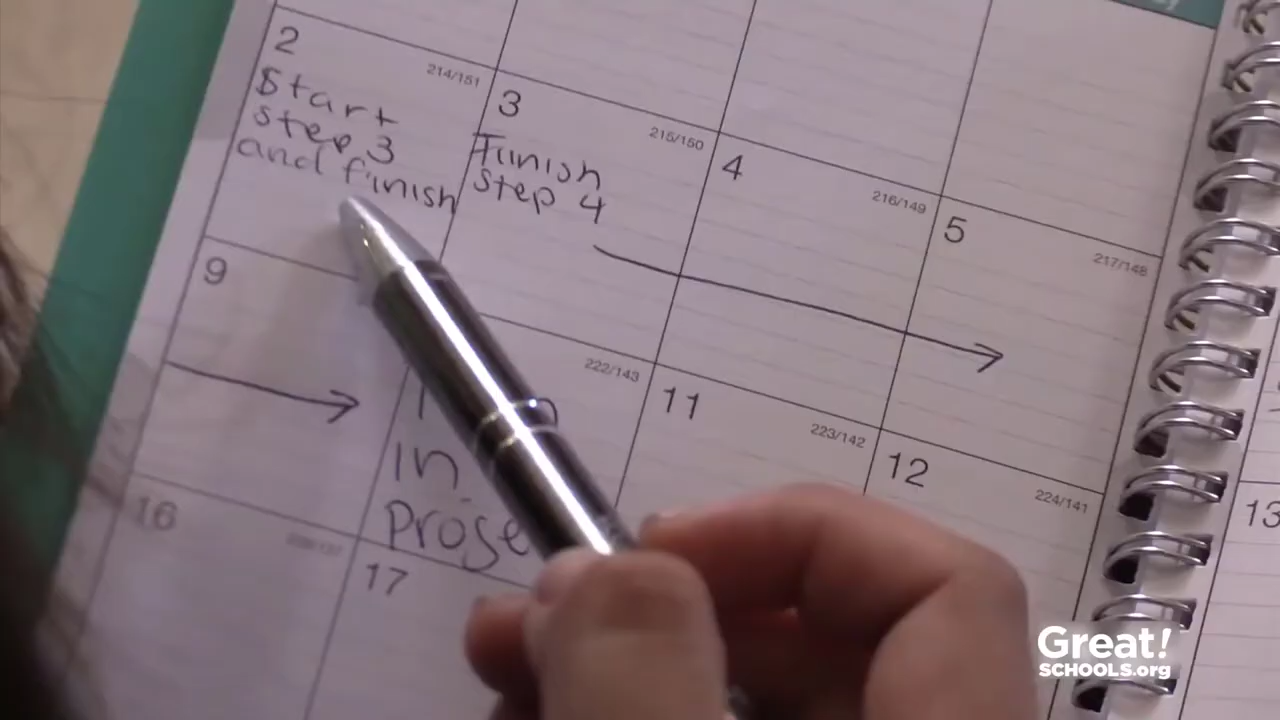 2
214/151
Start
step 3
and finish
3
215/150
Finish
step 4
4
216/149
5
217/148
9
222/143
in
11
223/142
12
224/141
13
16
17
Great!
SCHOOLS.org